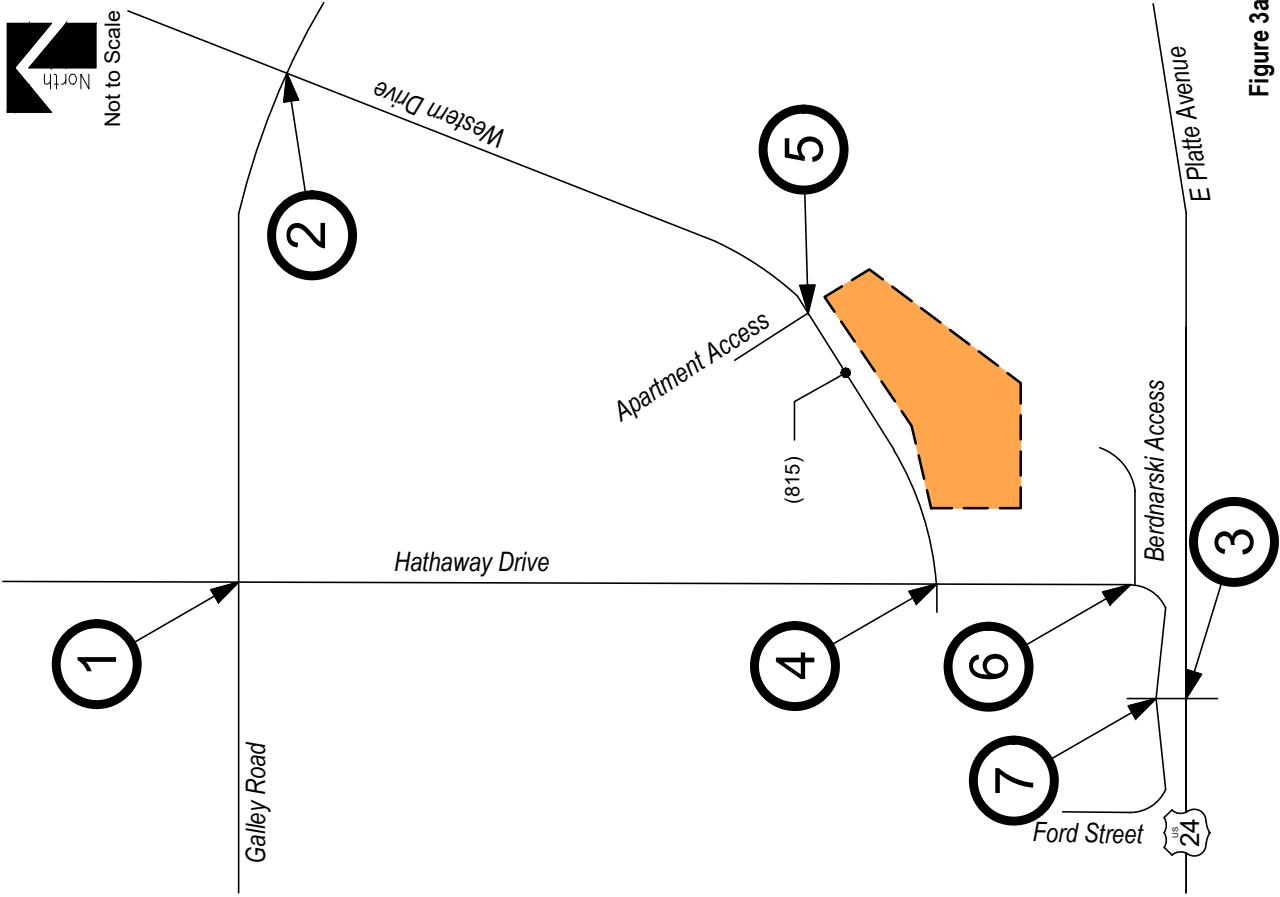 North
Not to Scale
2
Western Drive
5
Apartment Access
(815)
Hathaway Drive
1
Galley Road
4
6
7
Ford Street
US
24
3
Berdnarski Access
E Platte Avenue
Figure 3a